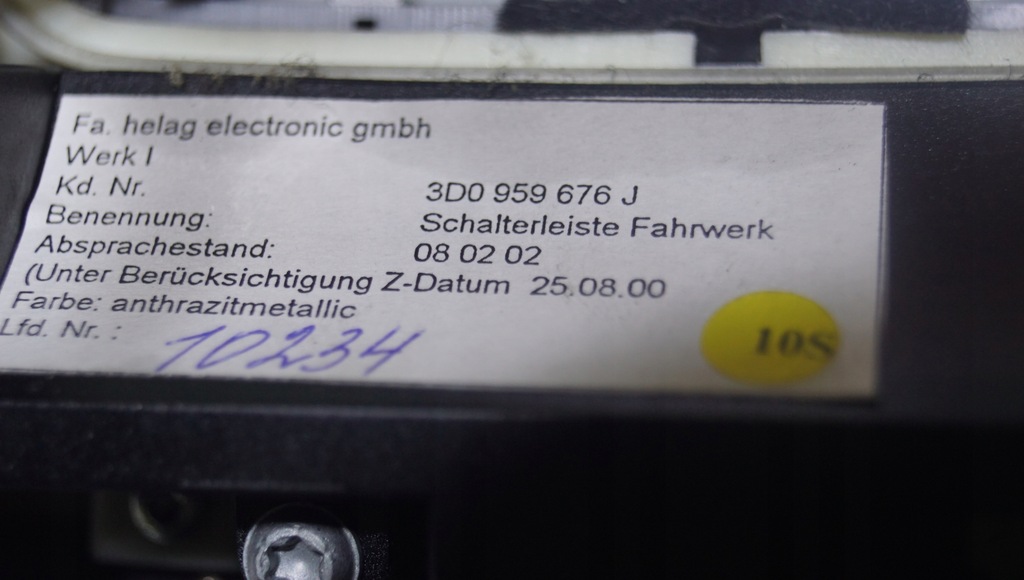 Fa. helag electronic gmbh
Werk I
Kd. Nr. 3D0 959 676 J
Benennung: Schalterleiste Fahrwerk
Absprachestand: 08 02 02
(Unter Berücksichtigung Z-Datum 25.08.00
Farbe: anthrazitmetallic
Lfd. Nr. : 10234
10S